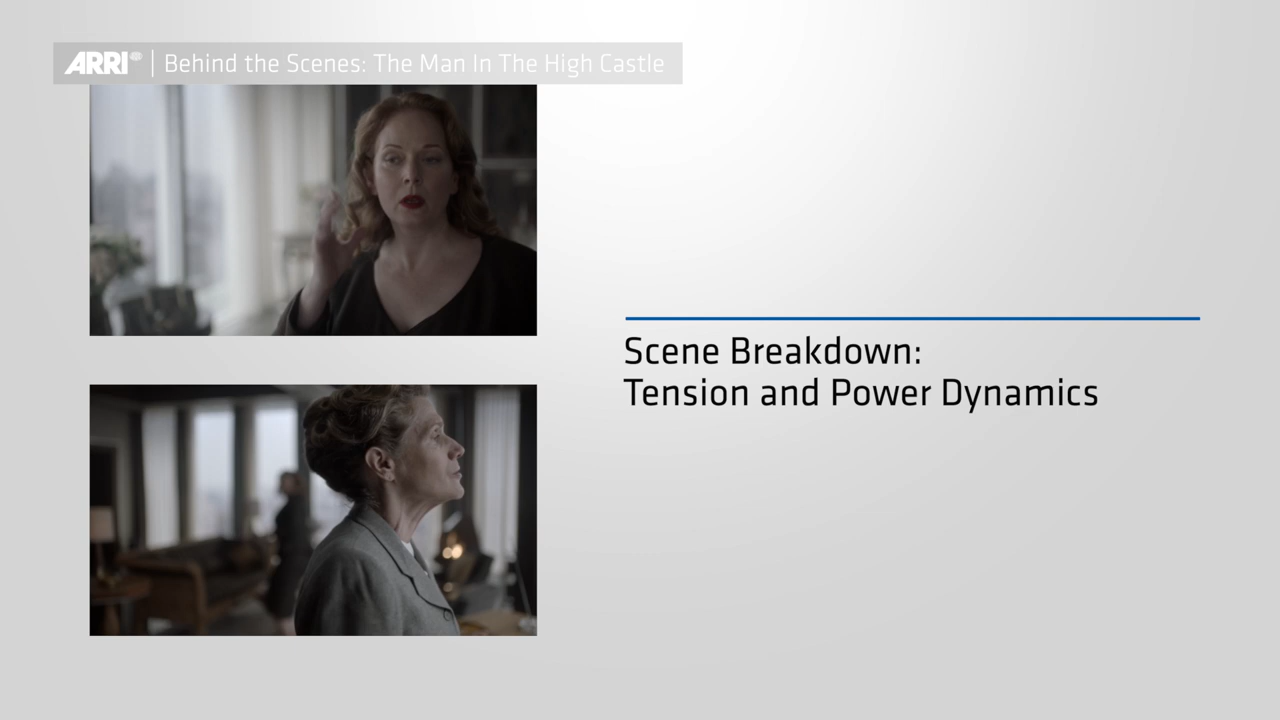 ARRI® | Behind the Scenes: The Man In The High Castle
Scene Breakdown:
Tension and Power Dynamics